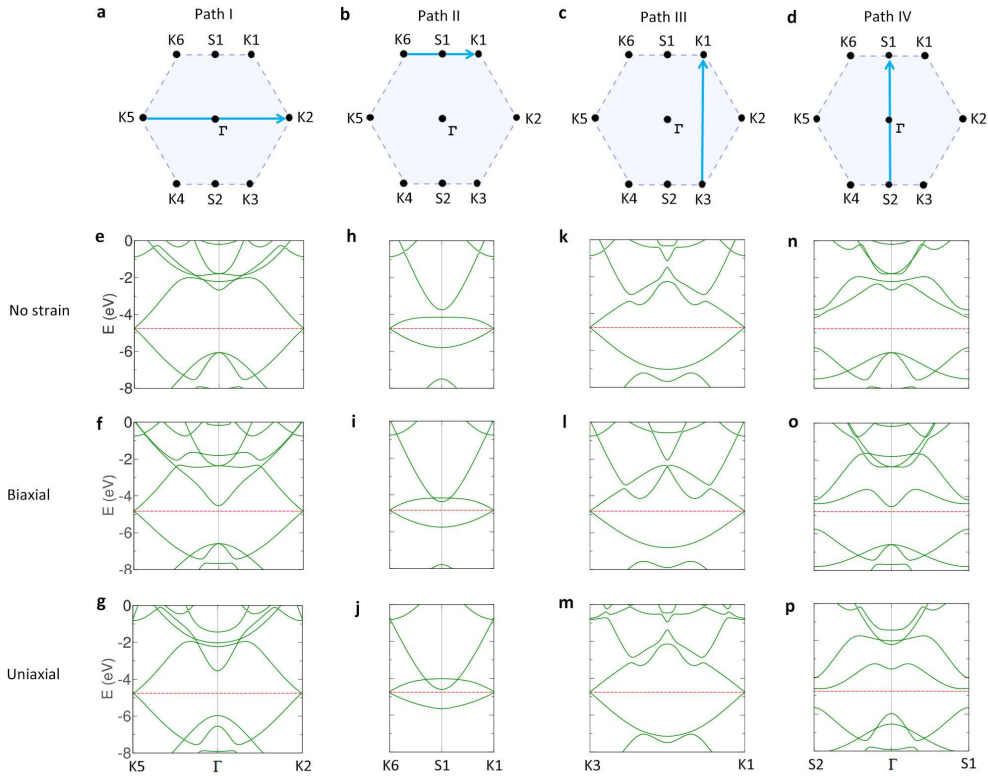 a Path I
b Path II
c Path III
d Path IV
K6 S1 K1
K6 S1 K1
K6 S1 K1
K6 S1 K1
K5 Γ K2
K5 Γ K2
K5 Γ K2
K5 Γ K2
K4 S2 K3
K4 S2 K3
K4 S2 K3
K4 S2 K3
e h k n
No strain
E (eV)
0
-2
-4
-6
-8
f i l o
Biaxial
E (eV)
0
-2
-4
-6
-8
g j m p
Uniaxial
E (eV)
0
-2
-4
-6
-8
K5 Γ K2
K6 S1 K1
K3 K1
S2 Γ S1